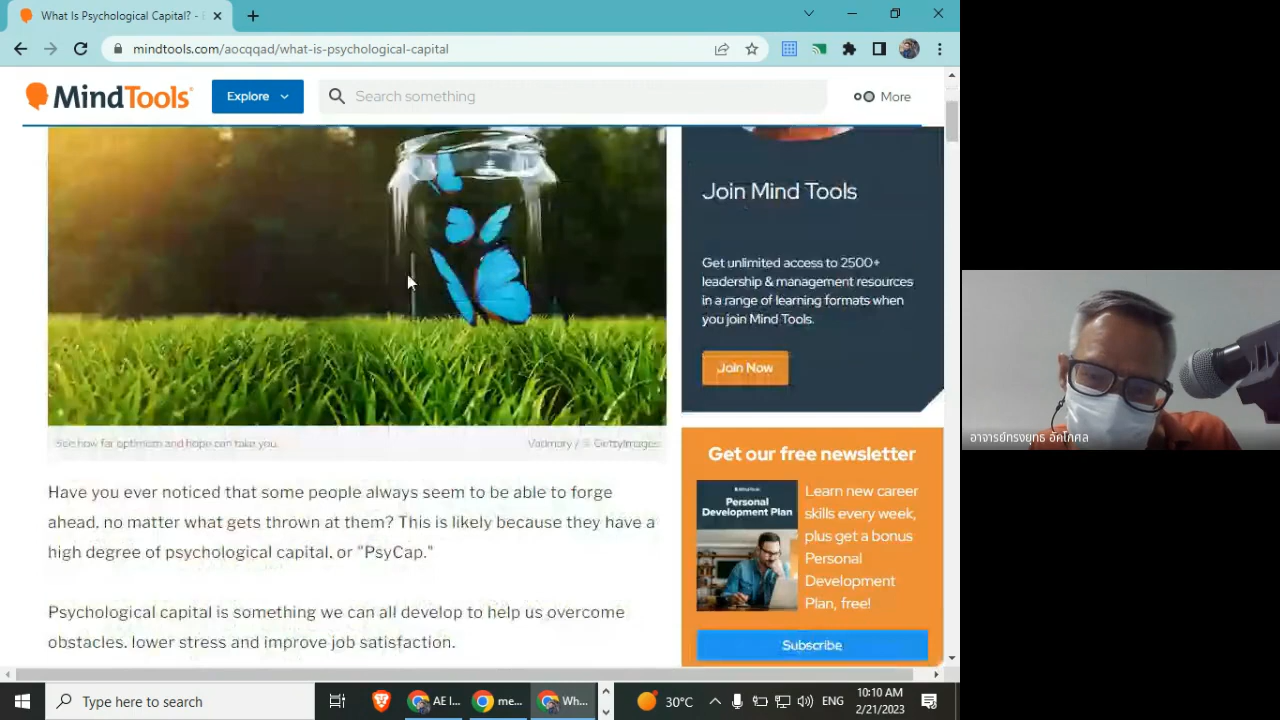 What Is Psychological Capital? -
mindtools.com/aocqqad/what-is-psychological-capital
MindTools
Explore
Search something
More
Join Mind Tools
Get unlimited access to 2500+
leadership & management resources
in a range of learning formats when
you join Mind Tools.
Join Now
See how far optimism and hope can take you.
Vadmary / © GettyImages
Have you ever noticed that some people always seem to be able to forge
ahead, no matter what gets thrown at them? This is likely because they have a
high degree of psychological capital, or "PsyCap."
Psychological capital is something we can all develop to help us overcome
obstacles, lower stress and improve job satisfaction.
Get our free newsletter
MindTools
Personal
Development Plan
Learn new career
skills every week,
plus get a bonus
Personal
Development
Plan, free!
Subscribe
อาจารย์ทรงยุทธ อัคโกศล
Type here to search
AE I...
me...
Wh...
30°C
ENG
10:10 AM
2/21/2023